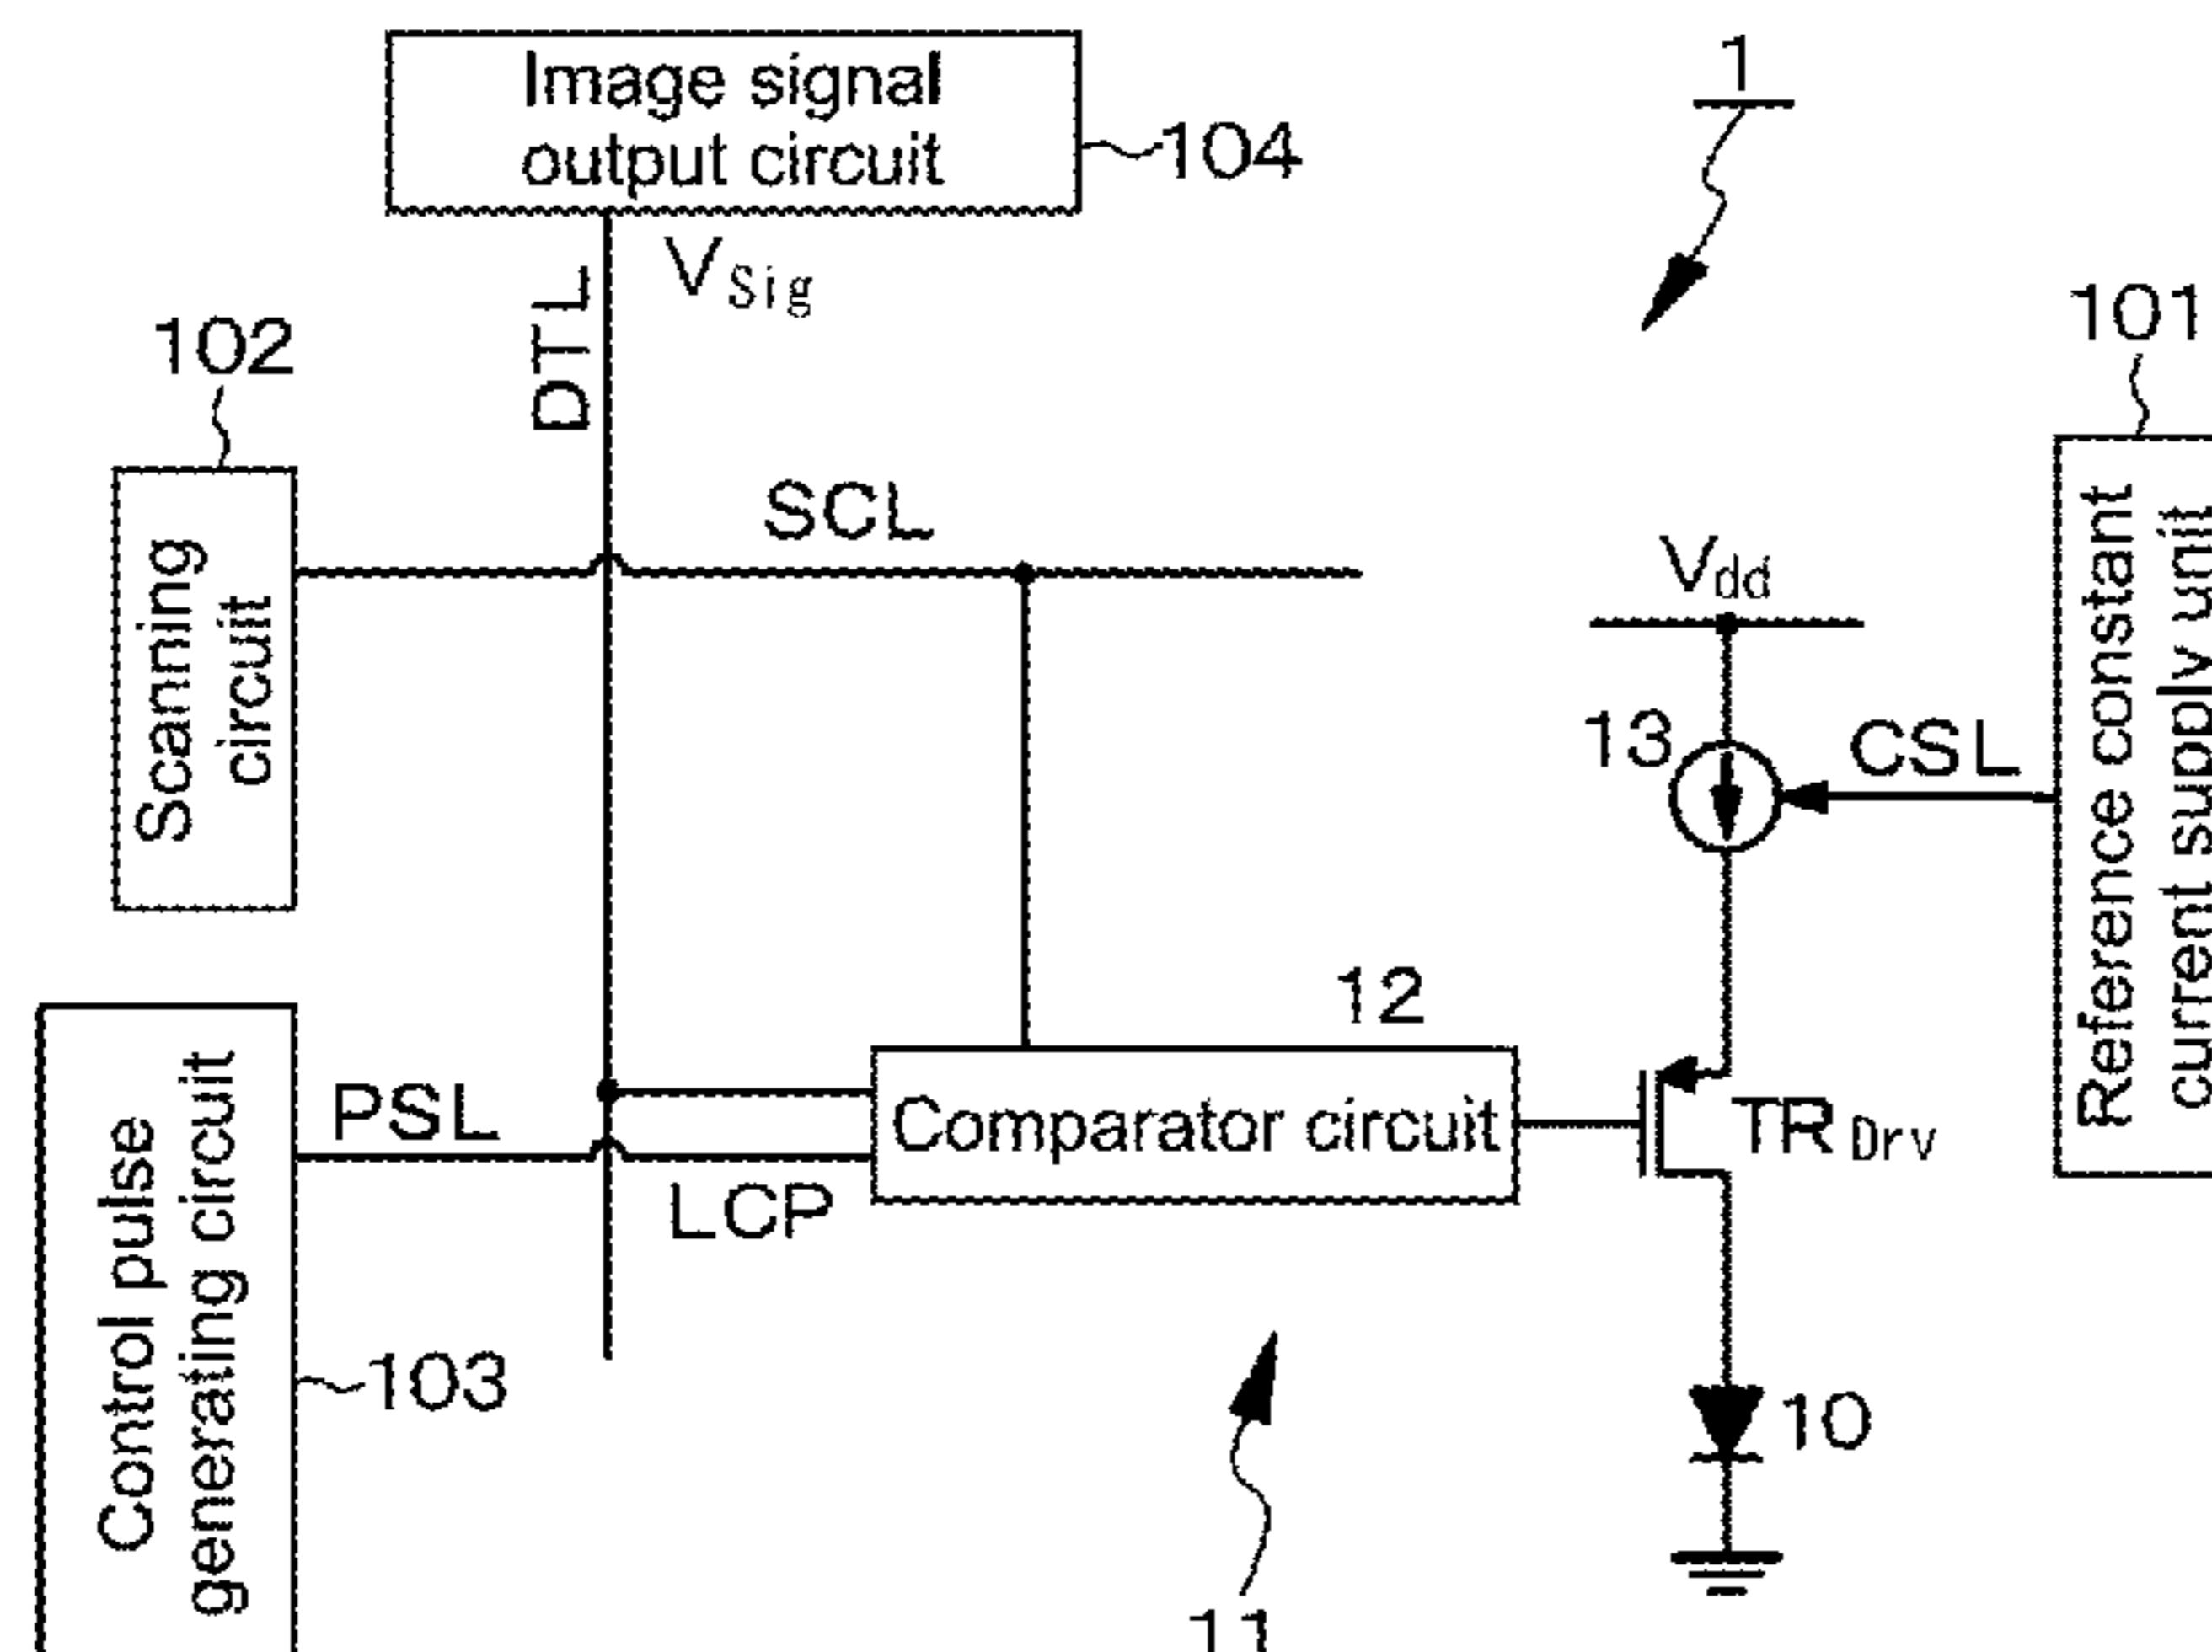 Image signal
output circuit
104
1
VSig
DTL
101
102
SCL
Scanning
circuit
Vdd
13
CSL
Reference constant
current supply unit
12
PSL
Comparator circuit
TRDrv
LCP
Control pulse
generating circuit
103
10
11